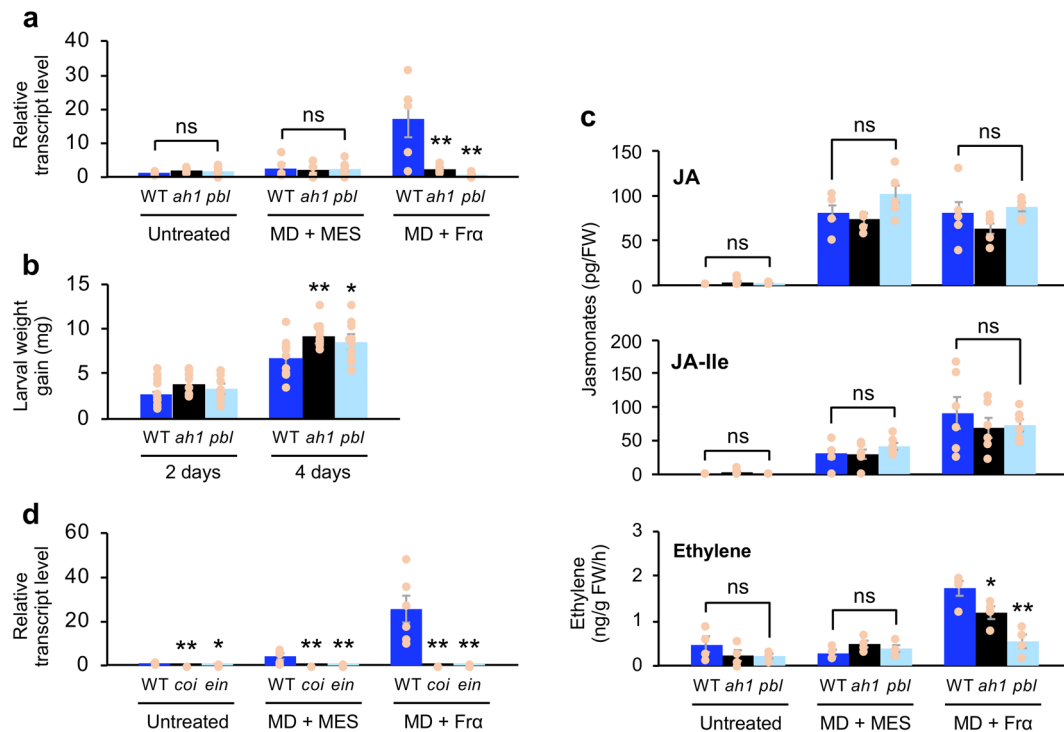 a
Relative
transcript level
40
30
20
10
0
ns
ns
**
**
WT ah1 pbl
WT ah1 pbl
WT ah1 pbl
Untreated
MD + MES
MD + Frα
b
Larval weight
gain (mg)
15
10
5
0
**
*
WT ah1 pbl
WT ah1 pbl
2 days
4 days
c
Jasmonates (pg/FW)
JA
150
100
50
0
ns
ns
ns
JA-Ile
200
150
100
50
0
ns
ns
ns
Ethylene
Ethylene
(ng/g FW/h)
3
2
1
0
ns
ns
*
**
WT ah1 pbl
WT ah1 pbl
WT ah1 pbl
Untreated
MD + MES
MD + Frα
d
Relative
transcript level
60
40
20
0
**
*
**
**
**
**
WT coi ein
WT coi ein
WT coi ein
Untreated
MD + MES
MD + Frα